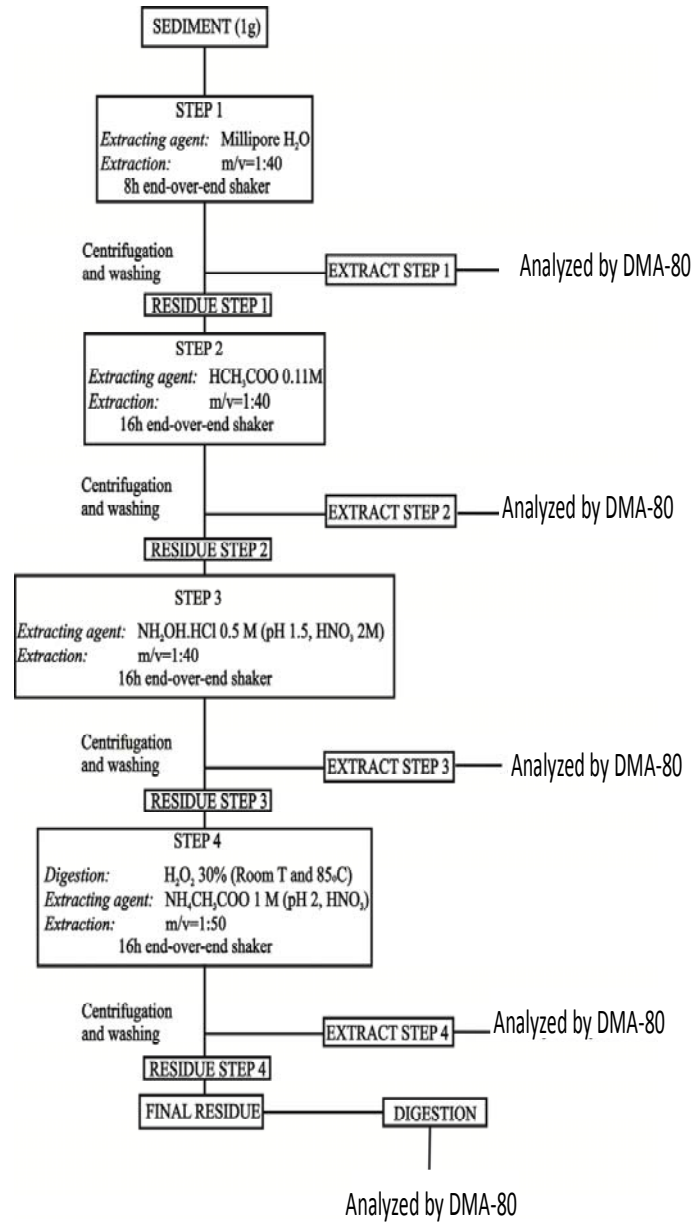 SEDIMENT (1g)
STEP 1
Extracting agent: Millipore H₂O
Extraction: m/v=1:40
8h end-over-end shaker
Centrifugation
and washing
EXTRACT STEP 1
Analyzed by DMA-80
RESIDUE STEP 1
STEP 2
Extracting agent: HCH₃COO 0.11M
Extraction: m/v=1:40
16h end-over-end shaker
Centrifugation
and washing
EXTRACT STEP 2
Analyzed by DMA-80
RESIDUE STEP 2
STEP 3
Extracting agent: NH₂OH.HCl 0.5 M (pH 1.5, HNO₃ 2M)
Extraction: m/v=1:40
16h end-over-end shaker
Centrifugation
and washing
EXTRACT STEP 3
Analyzed by DMA-80
RESIDUE STEP 3
STEP 4
Digestion: H₂O₂ 30% (Room T and 85ºC)
Extracting agent: NH₄CH₃COO 1 M (pH 2, HNO₃)
Extraction: m/v=1:50
16h end-over-end shaker
Centrifugation
and washing
EXTRACT STEP 4
Analyzed by DMA-80
RESIDUE STEP 4
FINAL RESIDUE
DIGESTION
Analyzed by DMA-80